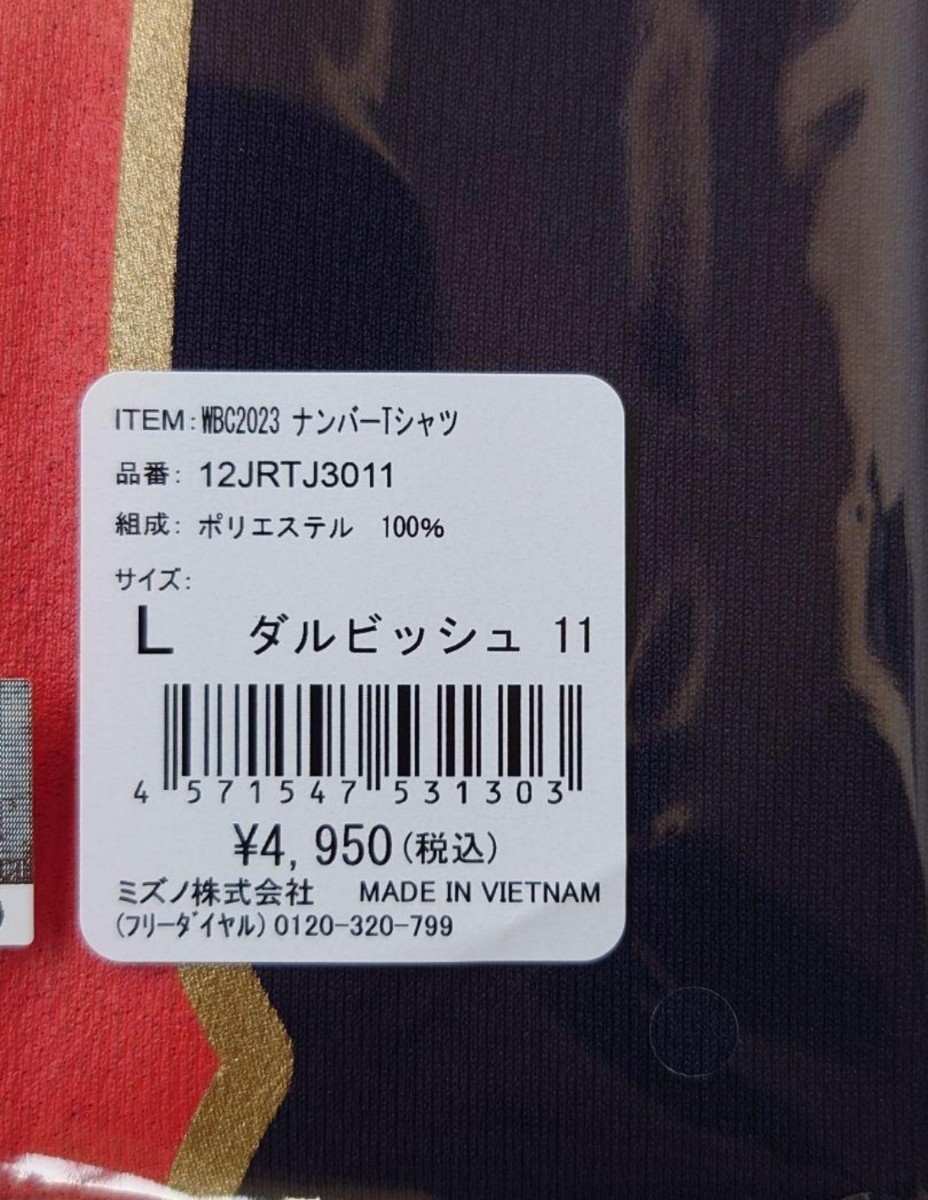 ITEM:WBC2023 ナンバーTシャツ
品番: 12JRTJ3011
組成: ポリエステル 100%
サイズ:
L ダルビッシュ 11
4 571547 531303
¥4,950(税込)
ミズノ株式会社 MADE IN VIETNAM
(フリーダイヤル)0120-320-799